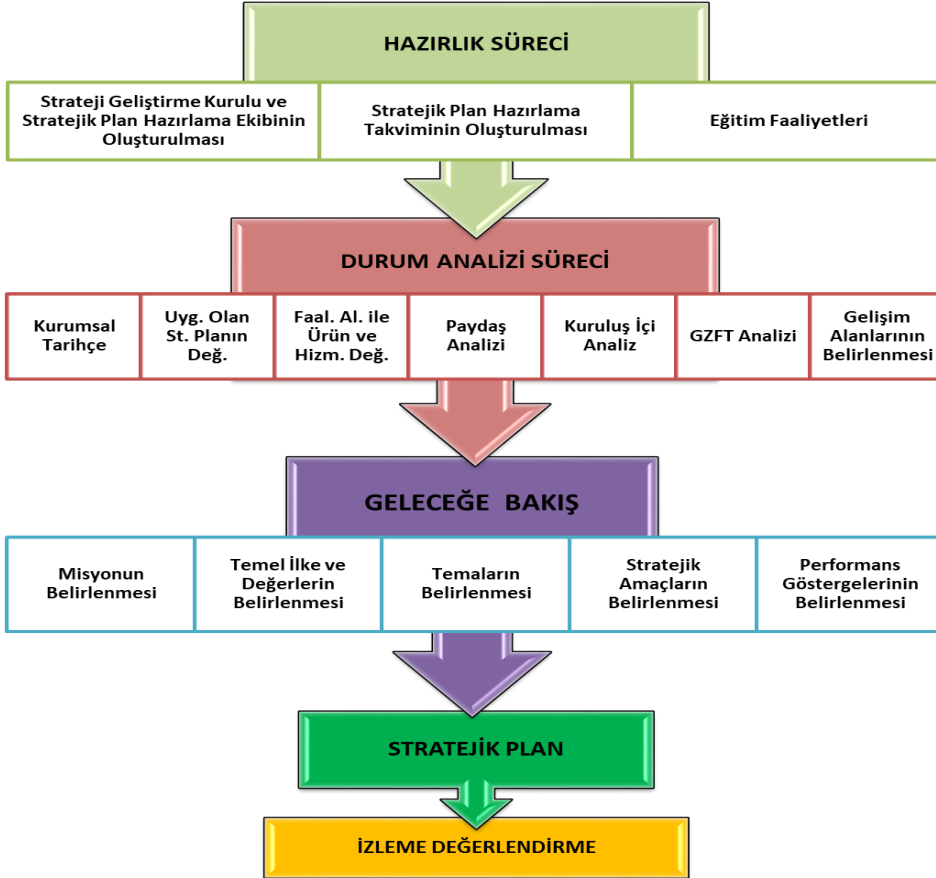 HAZIRLIK SÜRECİ
Strateji Geliştirme Kurulu ve
Stratejik Plan Hazırlama Ekibinin
Oluşturulması
Stratejik Plan Hazırlama
Takviminin Oluşturulması
Eğitim Faaliyetleri
DURUM ANALİZİ SÜRECİ
Kurumsal
Tarihçe
Uyg. Olan
St. Planın
Değ.
Faal. Al. ile
Ürün ve
Hizm. Değ.
Paydaş
Analizi
Kuruluş İçi
Analiz
GZFT Analizi
Gelişim
Alanlarının
Belirlenmesi
GELECEĞE BAKIŞ
Misyonun
Belirlenmesi
Temel İlke ve
Değerlerin
Belirlenmesi
Temaların
Belirlenmesi
Stratejik
Amaçların
Belirlenmesi
Performans
Göstergelerinin
Belirlenmesi
STRATEJİK PLAN
İZLEME DEĞERLENDİRME